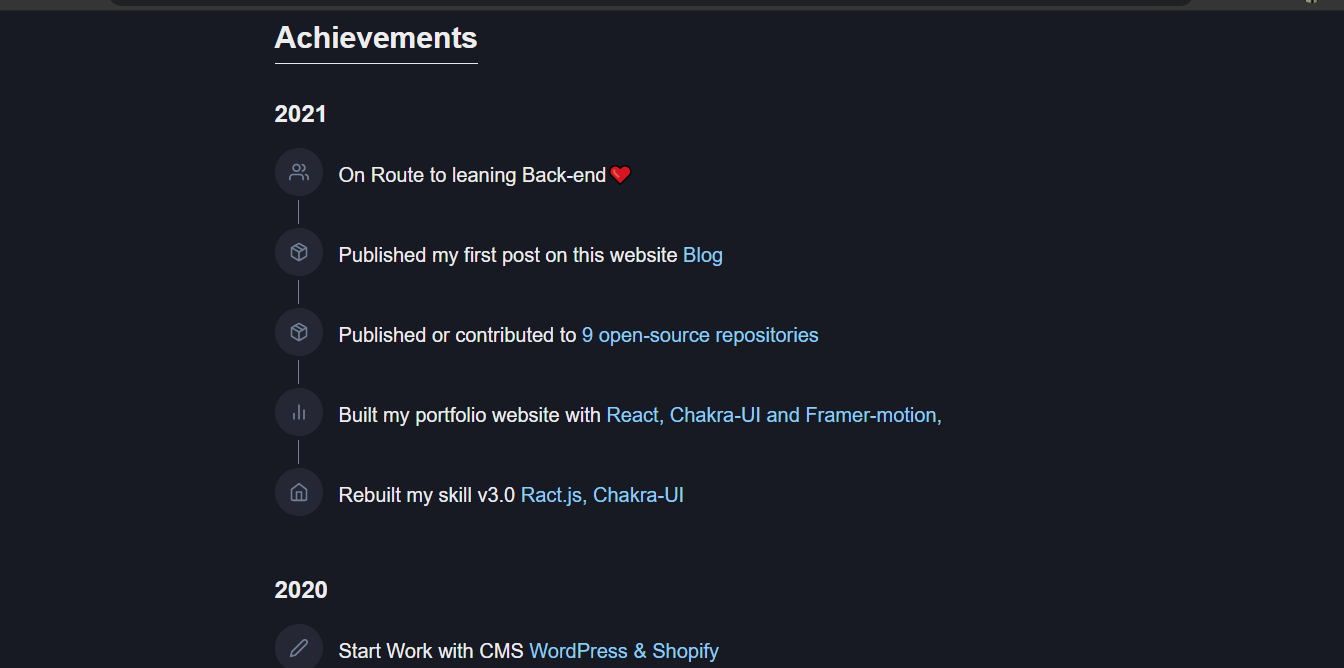 Achievements
2021
On Route to leaning Back-end❤️
Published my first post on this website Blog
Published or contributed to 9 open-source repositories
Built my portfolio website with React, Chakra-UI and Framer-motion,
Rebuilt my skill v3.0 Ract.js, Chakra-UI
2020
Start Work with CMS WordPress & Shopify